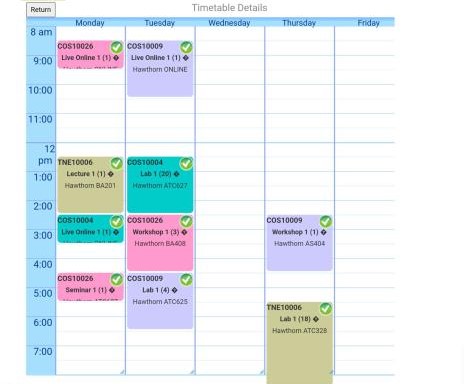 Return
Timetable Details
Monday Tuesday Wednesday Thursday Friday
8 am
9:00
10:00
11:00
12
pm
1:00
2:00
3:00
4:00
5:00
6:00
7:00
COS10026
Live Online 1 (1) �
COS10009
Live Online 1 (1) �
Hawthorn ONLINE
TNE10006
Lecture 1 (1) �
Hawthorn BA201
COS10004
Lab 1 (20) �
Hawthorn ATC627
COS10004
Live Online 1 (1) �
COS10026
Workshop 1 (3) �
Hawthorn BA408
COS10009
Workshop 1 (1) �
Hawthorn AS404
COS10026
Seminar 1 (1) �
COS10009
Lab 1 (4) �
Hawthorn ATC625
TNE10006
Lab 1 (18) �
Hawthorn ATC328